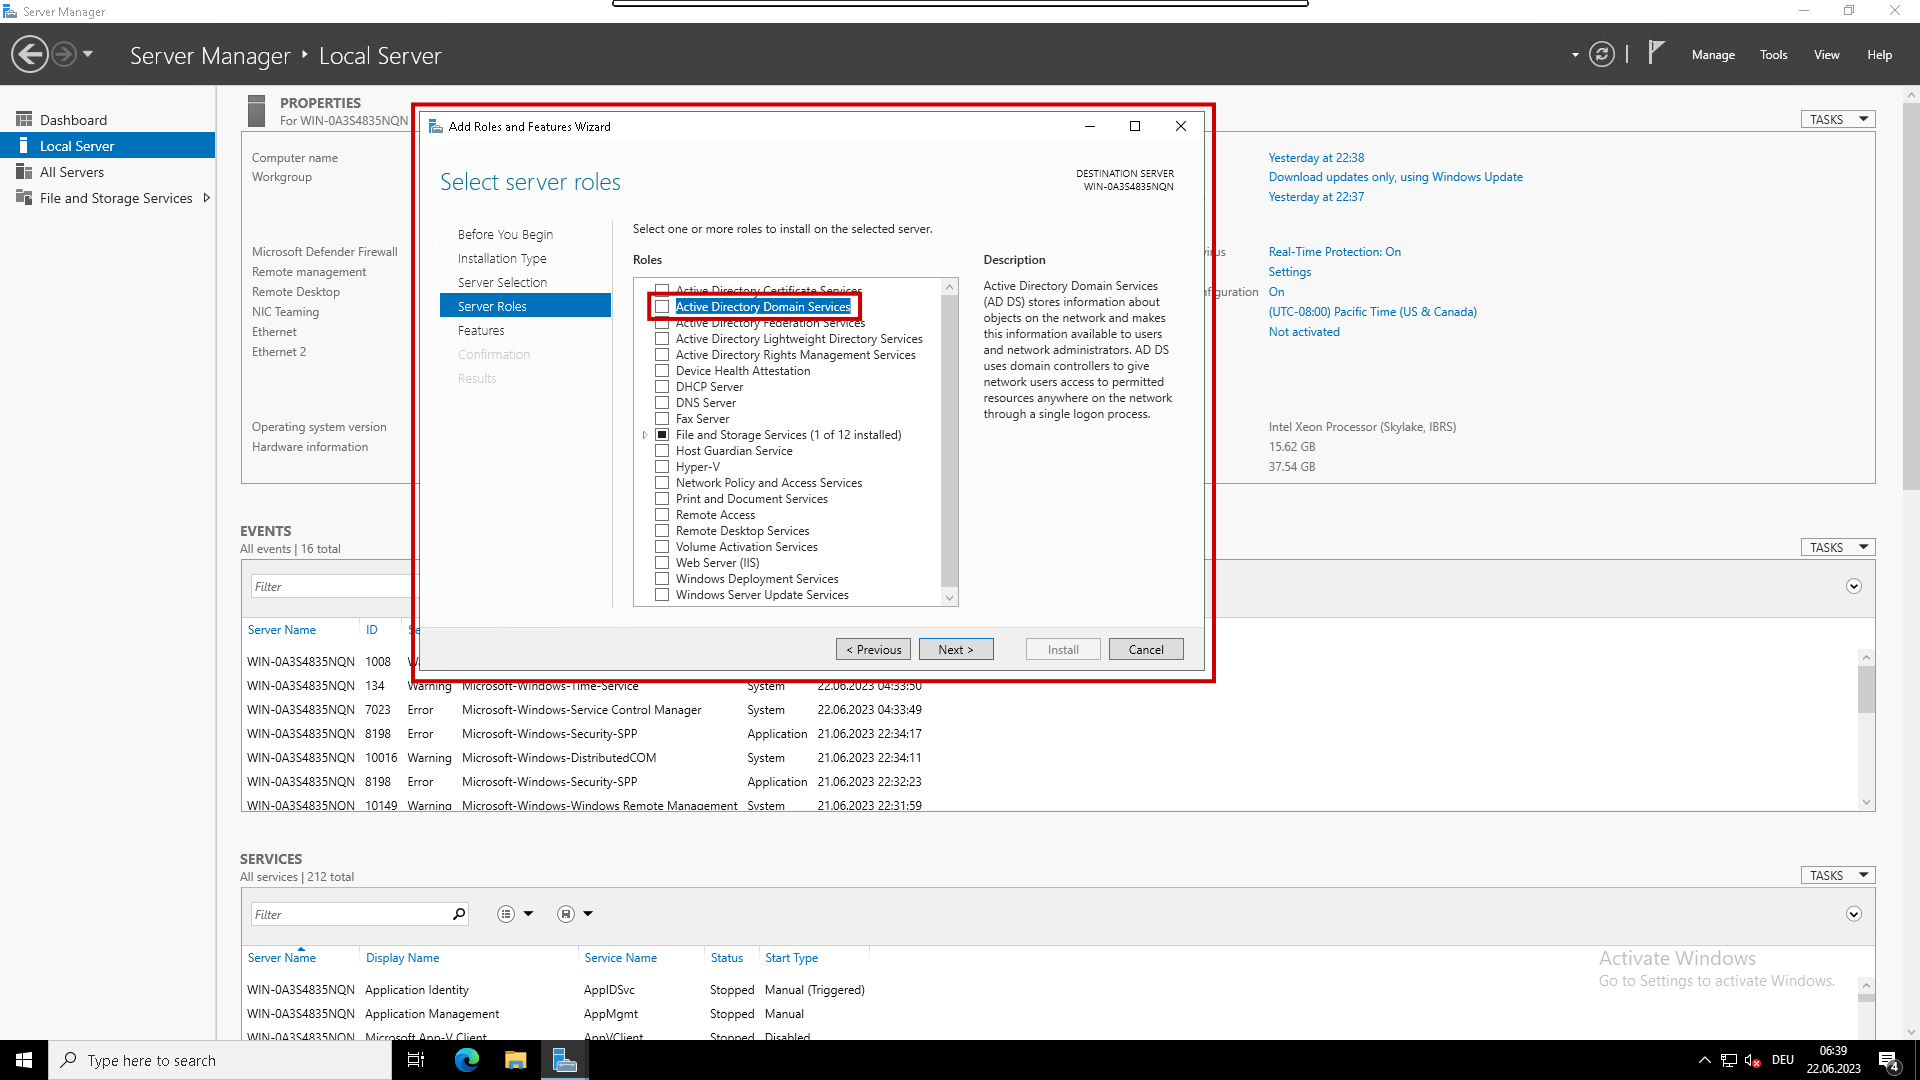 Server Manager
Server Manager ‣ Local Server
Manage Tools View Help
Dashboard
Local Server
All Servers
File and Storage Services
PROPERTIES
For WIN-0A3S4835NQN
TASKS
Computer name
Workgroup
Microsoft Defender Firewall
Remote management
Remote Desktop
NIC Teaming
Ethernet
Ethernet 2
Operating system version
Hardware information
Yesterday at 22:38
Download updates only, using Windows Update
Yesterday at 22:37
Real-Time Protection: On
Settings
On
(UTC-08:00) Pacific Time (US & Canada)
Not activated
Intel Xeon Processor (Skylake, IBRS)
15.62 GB
37.54 GB
Add Roles and Features Wizard
Select server roles
DESTINATION SERVER
WIN-0A3S4835NQN
Before You Begin
Installation Type
Server Selection
Server Roles
Features
Confirmation
Results
Select one or more roles to install on the selected server.
Roles
Active Directory Certificate Services
Active Directory Domain Services
Active Directory Federation Services
Active Directory Lightweight Directory Services
Active Directory Rights Management Services
Device Health Attestation
DHCP Server
DNS Server
Fax Server
File and Storage Services (1 of 12 installed)
Host Guardian Service
Hyper-V
Network Policy and Access Services
Print and Document Services
Remote Access
Remote Desktop Services
Volume Activation Services
Web Server (IIS)
Windows Deployment Services
Windows Server Update Services
Description
Active Directory Domain Services
(AD DS) stores information about
objects on the network and makes
this information available to users
and network administrators. AD DS
uses domain controllers to give
network users access to permitted
resources anywhere on the network
through a single logon process.
< Previous Next > Install Cancel
EVENTS
All events | 16 total
TASKS
Filter
Server Name ID
WIN-0A3S4835NQN 1008
WIN-0A3S4835NQN 134 Warning Microsoft-Windows-Time-Service System 22.06.2023 04:33:50
WIN-0A3S4835NQN 7023 Error Microsoft-Windows-Service Control Manager System 22.06.2023 04:33:49
WIN-0A3S4835NQN 8198 Error Microsoft-Windows-Security-SPP Application 21.06.2023 22:34:17
WIN-0A3S4835NQN 10016 Warning Microsoft-Windows-DistributedCOM System 21.06.2023 22:34:11
WIN-0A3S4835NQN 8198 Error Microsoft-Windows-Security-SPP Application 21.06.2023 22:32:23
WIN-0A3S4835NQN 10149 Warning Microsoft-Windows-Windows Remote Management System 21.06.2023 22:31:59
SERVICES
All services | 212 total
TASKS
Filter
Server Name Display Name Service Name Status Start Type
WIN-0A3S4835NQN Application Identity AppIDSvc Stopped Manual (Triggered)
WIN-0A3S4835NQN Application Management AppMgmt Stopped Manual
WIN-0A3S4835NQN Microsoft App-V Client AppVClient Stopped Disabled
Activate Windows
Go to Settings to activate Windows.
Type here to search
DEU
06:39
22.06.2023
4